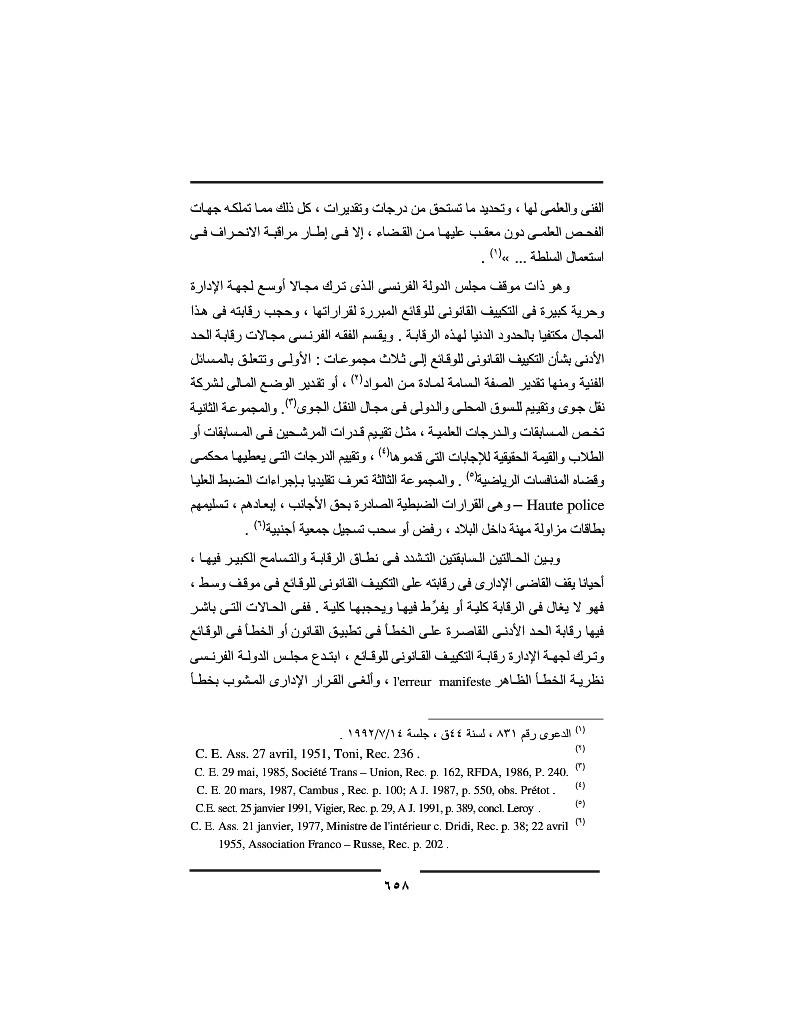 الفنى والعلمى لها ، وتحديد ما تستحق من درجات وتقديرات ، كل ذلك مما تملكه جهات
الفحص العلمى دون معقب عليها من القضاء ، إلا فى إطار مراقبة الانحراف فى
استعمال السلطة ... »(١) .
وهو ذات موقف مجلس الدولة الفرنسى الذى ترك مجالا أوسع لجهة الإدارة
وحرية كبيرة فى التكييف القانونى للوقائع المبررة لقراراتها ، وحجب رقابته فى هذا
المجال مكتفيا بالحدود الدنيا لهذه الرقابة . ويقسم الفقه الفرنسى مجالات رقابة الحد
الأدنى بشأن التكييف القانونى للوقائع إلى ثلاث مجموعات : الأولى وتتعلق بالمسائل
الفنية ومنها تقدير الصفة السامة لمادة من المواد(٢) ، أو تقدير الوضع المالى لشركة
نقل جوى وتقييم للسوق المحلى والدولى فى مجال النقل الجوى(٣). والمجموعة الثانية
تخص المسابقات والدرجات العلمية ، مثل تقييم قدرات المرشحين فى المسابقات أو
الطلاب والقيمة الحقيقية للإجابات التى قدموها(٤) ، وتقييم الدرجات التى يعطيها محكمى
وقضاه المنافسات الرياضية(٥) . والمجموعة الثالثة تعرف تقليديا بإجراءات الضبط العليا
Haute police – وهى القرارات الضبطية الصادرة بحق الأجانب ، إبعادهم ، تسليمهم
بطاقات مزاولة مهنة داخل البلاد ، رفض أو سحب تسجيل جمعية أجنبية(٦) .
وبين الحالتين السابقتين التشدد فى نطاق الرقابة والتسامح الكبير فيها ،
أحيانا يقف القاضى الإدارى فى رقابته على التكييف القانونى للوقائع فى موقف وسط ،
فهو لا يغال فى الرقابة كلية أو يفرِّط فيها ويحجبها كلية . ففى الحالات التى باشر
فيها رقابة الحد الأدنى القاصرة على الخطأ فى تطبيق القانون أو الخطأ فى الوقائع
وترك لجهة الإدارة رقابة التكييف القانونى للوقائع ، ابتدع مجلس الدولة الفرنسى
نظرية الخطأ الظاهر l'erreur manifeste ، وألغى القرار الإدارى المشوب بخطأ
(١) الدعوى رقم ٨٣١ ، لسنة ٤٤ق ، جلسة ١٩٩٢/٧/١٤ .
(٢) C. E. Ass. 27 avril, 1951, Toni, Rec. 236 .
(٣) C. E. 29 mai, 1985, Société Trans – Union, Rec. p. 162, RFDA, 1986, P. 240.
(٤) C. E. 20 mars, 1987, Cambus , Rec. p. 100; A J. 1987, p. 550, obs. Prétot .
(٥) C.E. sect. 25 janvier 1991, Vigier, Rec. p. 29, A J. 1991, p. 389, concl. Leroy .
(٦) C. E. Ass. 21 janvier, 1977, Ministre de l'intérieur c. Dridi, Rec. p. 38; 22 avril
1955, Association Franco – Russe, Rec. p. 202 .
٦٥٨